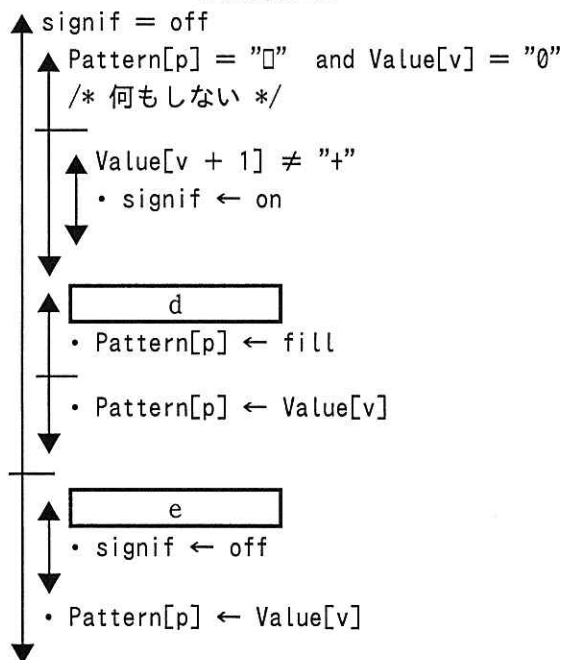 signif = off
Pattern[p] = ”□” and Value[v] = ”0”
/* 何もしない */
Value[v + 1] ≠ ”+”
・ signif ← on
d
・ Pattern[p] ← fill
・ Pattern[p] ← Value[v]
e
・ signif ← off
・ Pattern[p] ← Value[v]